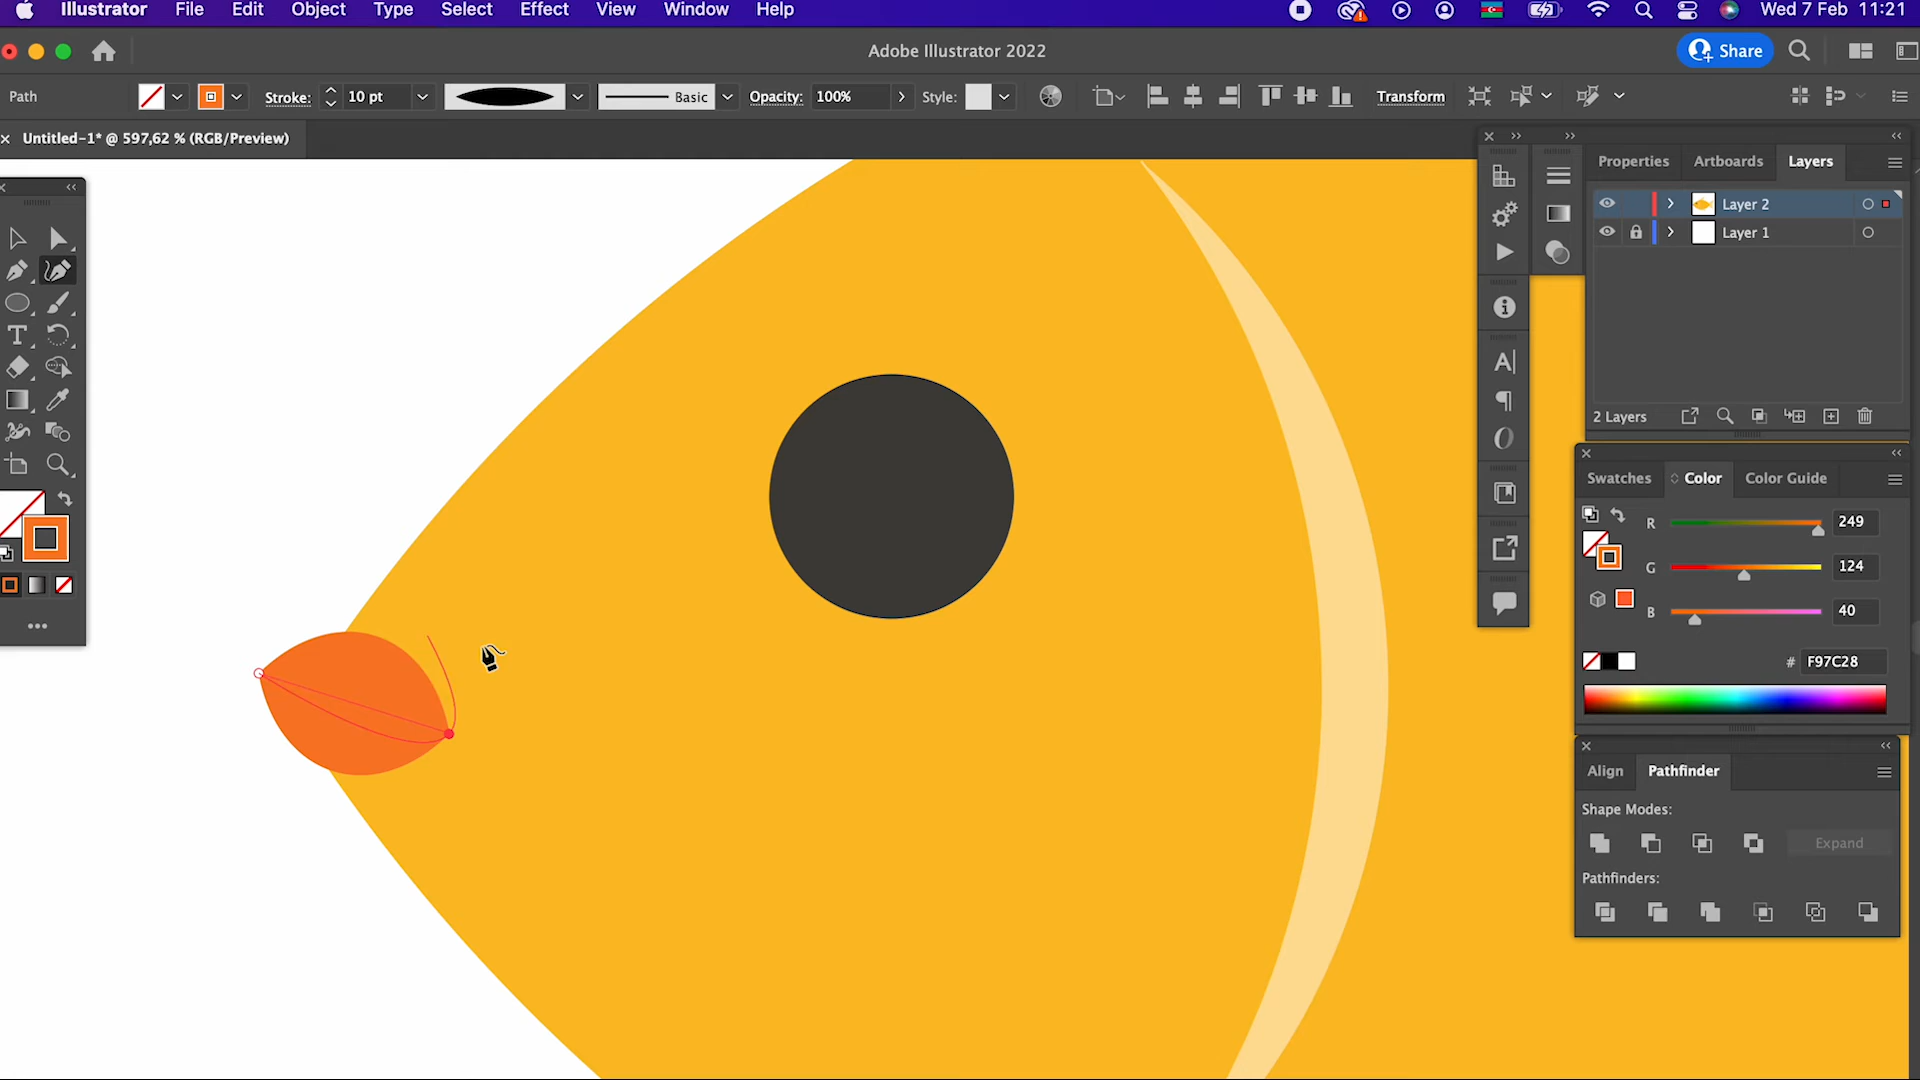 Illustrator File Edit Object Type Select Effect View Window Help Wed 7 Feb 11:21
Adobe Illustrator 2022
Share
Path Stroke: 10 pt Basic Opacity: 100% Style: Transform
Untitled-1* @ 597,62 % (RGB/Preview)
Properties Artboards Layers
Layer 2
Layer 1
2 Layers
Swatches Color Color Guide
R 249
G 124
B 40
# F97C28
Align Pathfinder
Shape Modes:
Expand
Pathfinders: